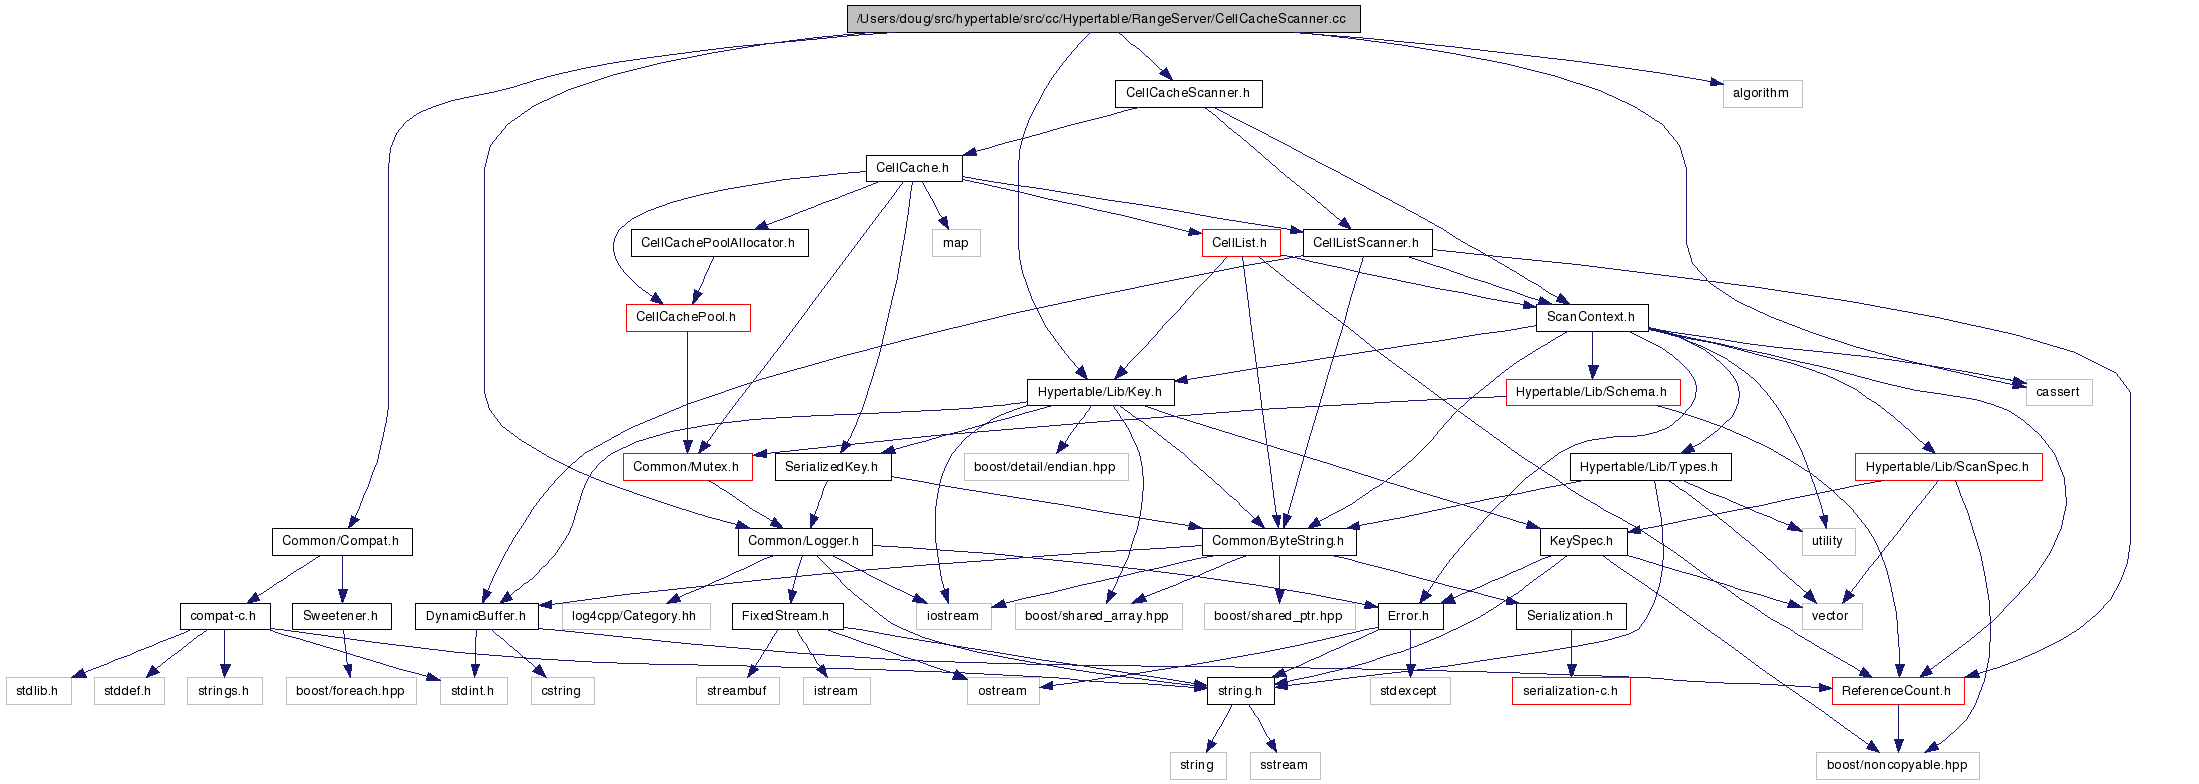 /Users/doug/src/hypertable/src/cc/Hypertable/RangeServer/CellCacheScanner.cc
CellCacheScanner.h
algorithm
CellCache.h
CellCachePoolAllocator.h
map
CellList.h
CellListScanner.h
CellCachePool.h
ScanContext.h
Hypertable/Lib/Key.h
Hypertable/Lib/Schema.h
cassert
Common/Mutex.h
SerializedKey.h
boost/detail/endian.hpp
Hypertable/Lib/Types.h
Hypertable/Lib/ScanSpec.h
Common/Compat.h
Common/Logger.h
Common/ByteString.h
KeySpec.h
utility
compat-c.h
Sweetener.h
DynamicBuffer.h
log4cpp/Category.hh
FixedStream.h
iostream
boost/shared_array.hpp
boost/shared_ptr.hpp
Error.h
Serialization.h
vector
stdlib.h
stddef.h
strings.h
boost/foreach.hpp
stdint.h
cstring
streambuf
istream
ostream
string.h
stdexcept
serialization-c.h
ReferenceCount.h
string
sstream
boost/noncopyable.hpp